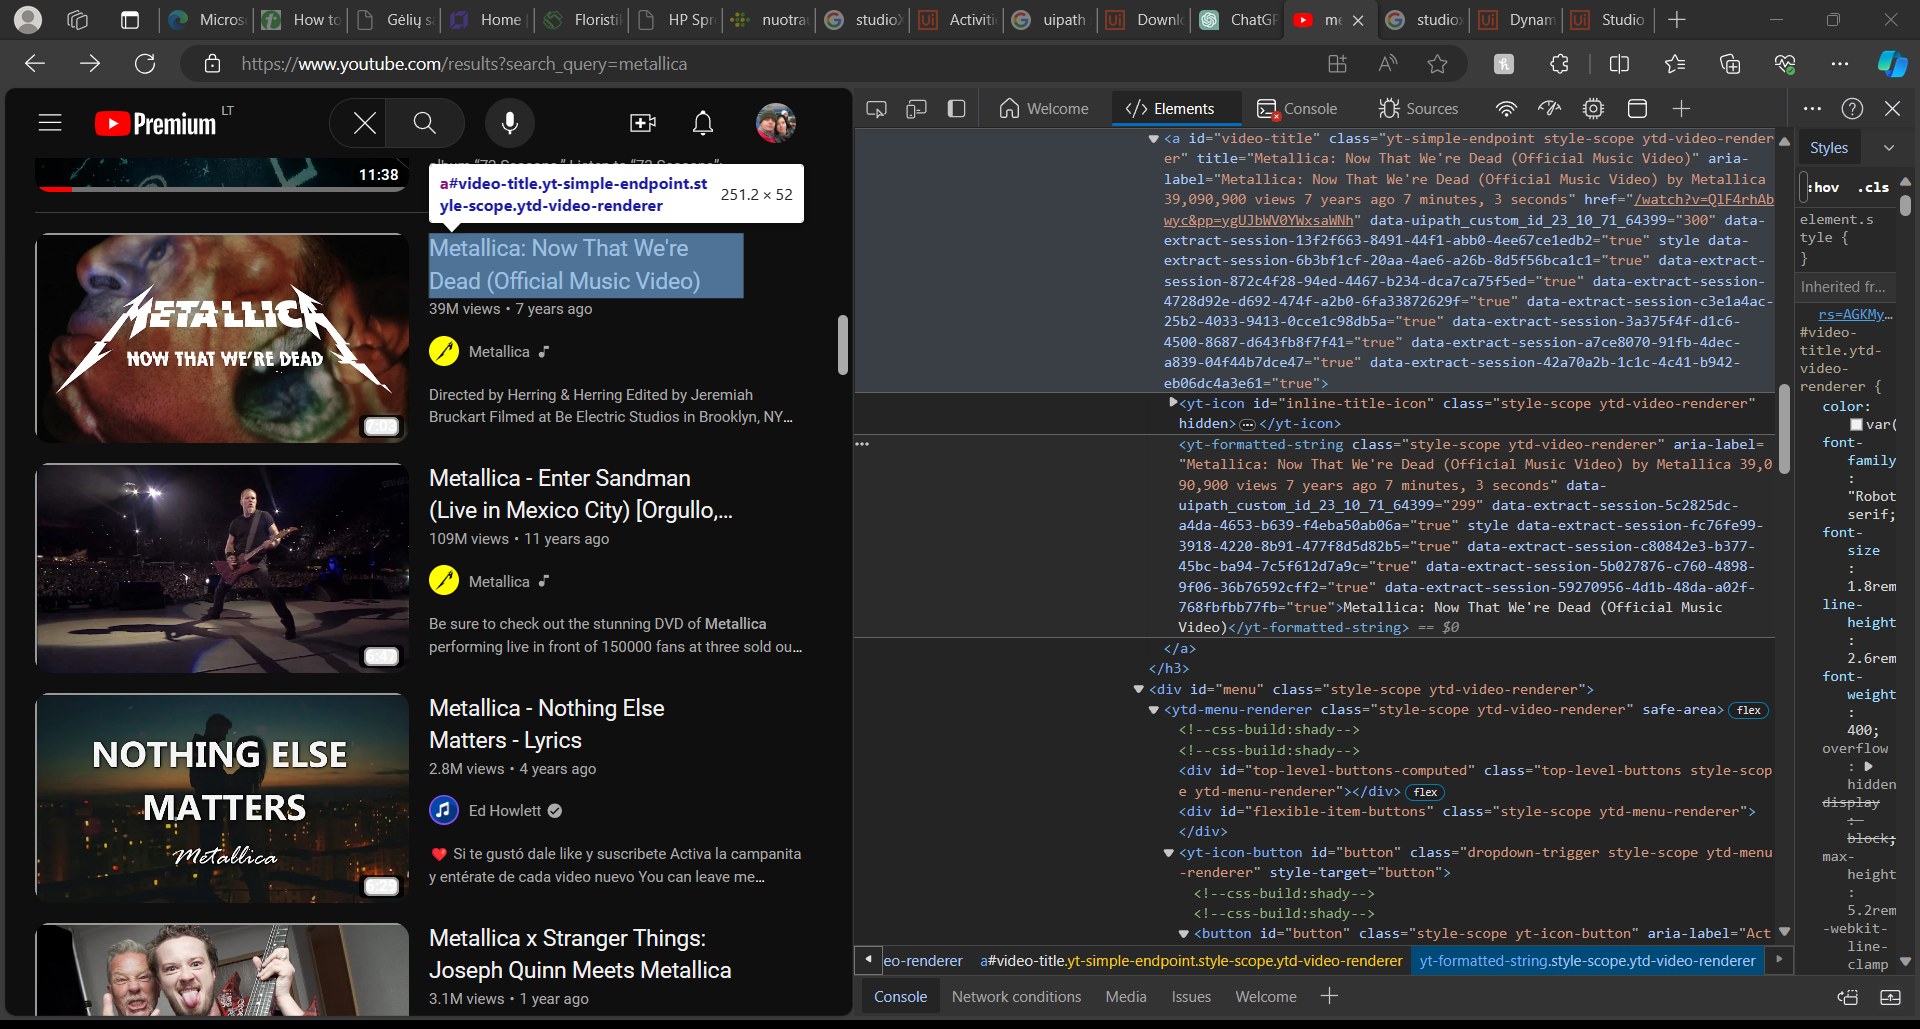 Micros
How to
Gėlių s
Home
Floristi
HP Spr
nuotra
studioX
Activiti
uipath
Downl
ChatGP
me
studiox
Dynam
Studio
https://www.youtube.com/results?search_query=metallica
Premium LT
11:38
a#video-title.yt-simple-endpoint.st
yle-scope.ytd-video-renderer
251.2 × 52
METALLICA
NOW THAT WE'RE DEAD
7:03
Metallica: Now That We're
Dead (Official Music Video)
39M views • 7 years ago
Metallica
Directed by Herring & Herring Edited by Jeremiah
Bruckart Filmed at Be Electric Studios in Brooklyn, NY...
6:47
Metallica - Enter Sandman
(Live in Mexico City) [Orgullo,...
109M views • 11 years ago
Metallica
Be sure to check out the stunning DVD of Metallica
performing live in front of 150000 fans at three sold ou...
NOTHING ELSE
MATTERS
Metallica
6:29
Metallica - Nothing Else
Matters - Lyrics
2.8M views • 4 years ago
Ed Howlett
Si te gustó dale like y suscribete Activa la campanita
y entérate de cada video nuevo You can leave me...
Metallica x Stranger Things:
Joseph Quinn Meets Metallica
3.1M views • 1 year ago
Welcome
Elements
Console
Sources
<a id="video-title" class="yt-simple-endpoint style-scope ytd-video-render
er" title="Metallica: Now That We're Dead (Official Music Video)" aria-
label="Metallica: Now That We're Dead (Official Music Video) by Metallica
39,090,900 views 7 years ago 7 minutes, 3 seconds" href="/watch?v=QlF4rhAb
wyc&pp=ygUJbWV0YWxsaWNh" data-uipath_custom_id_23_10_71_64399="300" data-
extract-session-13f2f663-8491-44f1-abb0-4ee67ce1edb2="true" style data-
extract-session-6b3bf1cf-20aa-4ae6-a26b-8d5f56bca1c1="true" data-extract-
session-872c4f28-94ed-4467-b234-dca7ca75f5ed="true" data-extract-session-
4728d92e-d692-474f-a2b0-6fa33872629f="true" data-extract-session-c3e1a4ac-
25b2-4033-9413-0cce1c98db5a="true" data-extract-session-3a375f4f-d1c6-
4500-8687-d643fb8f7f41="true" data-extract-session-a7ce8070-91fb-4dec-
a839-04f44b7dce47="true" data-extract-session-42a70a2b-1c1c-4c41-b942-
eb06dc4a3e61="true">
<yt-icon id="inline-title-icon" class="style-scope ytd-video-renderer"
hidden>…</yt-icon>
<yt-formatted-string class="style-scope ytd-video-renderer" aria-label=
"Metallica: Now That We're Dead (Official Music Video) by Metallica 39,0
90,900 views 7 years ago 7 minutes, 3 seconds" data-
uipath_custom_id_23_10_71_64399="299" data-extract-session-5c2825dc-
a4da-4653-b639-f4eba50ab06a="true" style data-extract-session-fc76fe99-
3918-4220-8b91-477f8d5d82b5="true" data-extract-session-c80842e3-b377-
45bc-ba94-7c5f612d7a9c="true" data-extract-session-5b027876-c760-4898-
9f06-36b76592cff2="true" data-extract-session-59270956-4d1b-48da-a02f-
768fbfbb77fb="true">Metallica: Now That We're Dead (Official Music
Video)</yt-formatted-string> == $0
</a>
</h3>
<div id="menu" class="style-scope ytd-video-renderer">
<ytd-menu-renderer class="style-scope ytd-video-renderer" safe-area> flex
<!--css-build:shady-->
<!--css-build:shady-->
<div id="top-level-buttons-computed" class="top-level-buttons style-scop
e ytd-menu-renderer"></div> flex
<div id="flexible-item-buttons" class="style-scope ytd-menu-renderer">
</div>
<yt-icon-button id="button" class="dropdown-trigger style-scope ytd-menu
-renderer" style-target="button">
<!--css-build:shady-->
<!--css-build:shady-->
<button id="button" class="style-scope yt-icon-button" aria-label="Act
eo-renderer
a#video-title.yt-simple-endpoint.style-scope.ytd-video-renderer
yt-formatted-string.style-scope.ytd-video-renderer
Console
Network conditions
Media
Issues
Welcome
Styles
:hov .cls
element.s
tyle {
}
Inherited fr...
rs=AGKMy…
#video-
title.ytd-
video-
renderer {
color:
var(
font-
family
:
"Robot
serif;
font-
size
:
1.8rem
line-
height
:
2.6rem
font-
weight
:
400;
overflow
:
hidden
display
:
block;
max-
height
:
5.2rem
-webkit-
line-
clamp